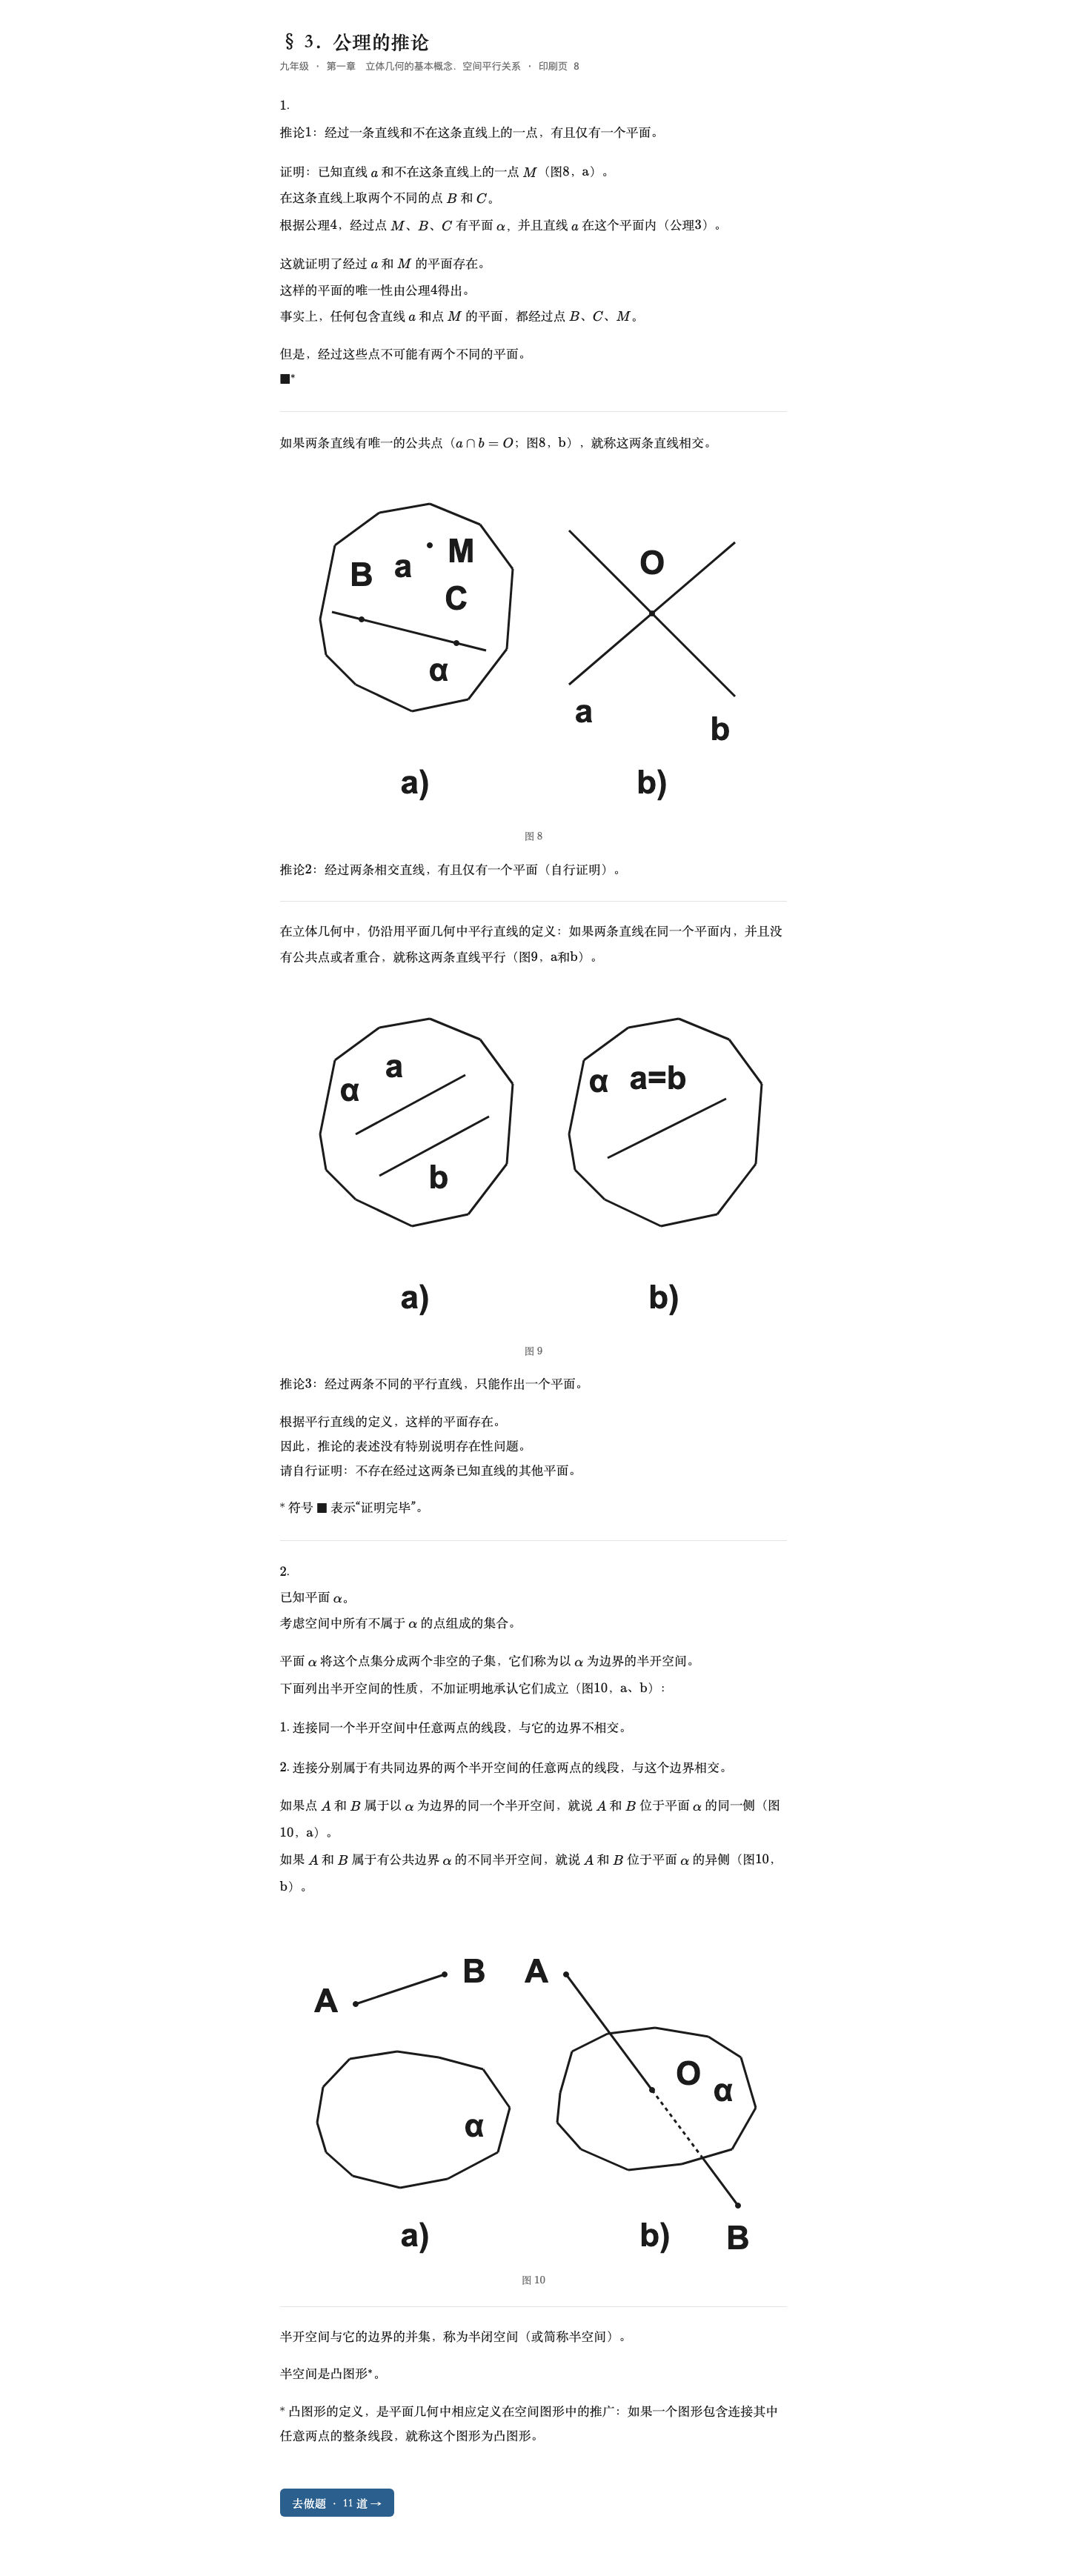 § 3. 公理的推论
九年级 · 第一章 立体几何的基本概念. 空间平行关系 · 印刷页 8
1.
推论1：经过一条直线和不在这条直线上的一点，有且仅有一个平面。
证明：已知直线 a 和不在这条直线上的一点 M（图8，a）。
在这条直线上取两个不同的点 B 和 C。
根据公理4，经过点 M、B、C 有平面 α，并且直线 a 在这个平面内（公理3）。
这就证明了经过 a 和 M 的平面存在。
这样的平面的唯一性由公理4得出。
事实上，任何包含直线 a 和点 M 的平面，都经过点 B、C、M。
但是，经过这些点不可能有两个不同的平面。
■*
如果两条直线有唯一的公共点（a ∩ b = O；图8，b），就称这两条直线相交。
B a M
C
α
a)
O
a b
b)
图 8
推论2：经过两条相交直线，有且仅有一个平面（自行证明）。
在立体几何中，仍沿用平面几何中平行直线的定义：如果两条直线在同一个平面内，并且没
有公共点或者重合，就称这两条直线平行（图9，a和b）。
α a
b
a)
α a=b
b)
图 9
推论3：经过两条不同的平行直线，只能作出一个平面。
根据平行直线的定义，这样的平面存在。
因此，推论的表述没有特别说明存在性问题。
请自行证明：不存在经过这两条已知直线的其他平面。
* 符号 ■ 表示“证明完毕”。
2.
已知平面 α。
考虑空间中所有不属于 α 的点组成的集合。
平面 α 将这个点集分成两个非空的子集，它们称为以 α 为边界的半开空间。
下面列出半开空间的性质，不加证明地承认它们成立（图10，a、b）：
1. 连接同一个半开空间中任意两点的线段，与它的边界不相交。
2. 连接分别属于有共同边界的两个半开空间的任意两点的线段，与这个边界相交。
如果点 A 和 B 属于以 α 为边界的同一个半开空间，就说 A 和 B 位于平面 α 的同一侧（图
10，a）。
如果 A 和 B 属于有公共边界 α 的不同半开空间，就说 A 和 B 位于平面 α 的异侧（图10，
b）。
A B
α
a)
A
O α
b) B
图 10
半开空间与它的边界的并集，称为半闭空间（或简称半空间）。
半空间是凸图形*。
* 凸图形的定义，是平面几何中相应定义在空间图形中的推广：如果一个图形包含连接其中
任意两点的整条线段，就称这个图形为凸图形。
去做题 · 11 道 →